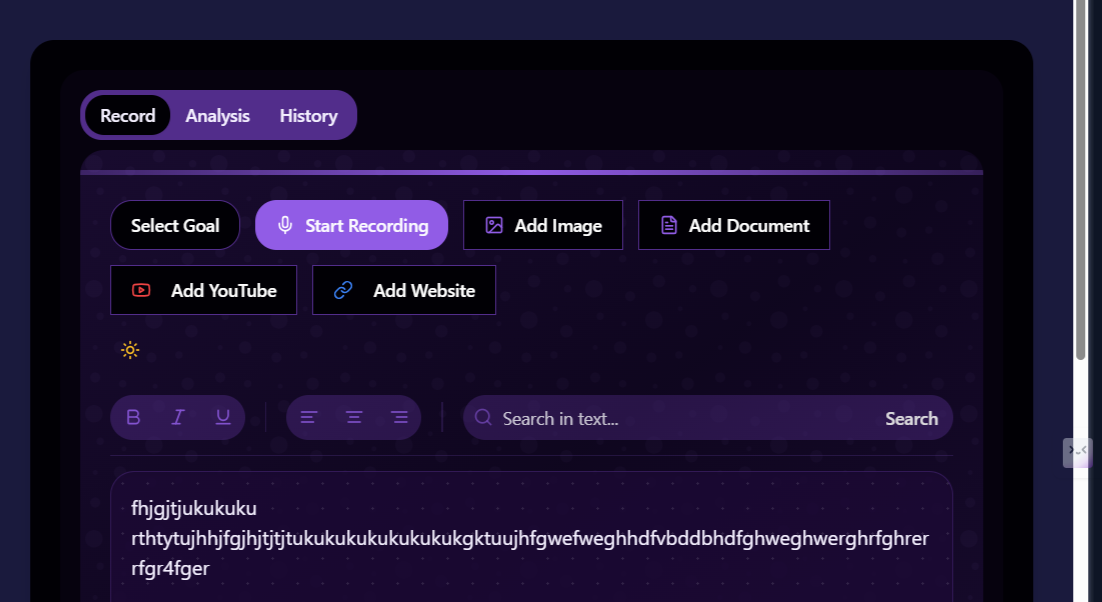 Record Analysis History
Select Goal Start Recording Add Image Add Document
Add YouTube Add Website
B I U Search in text... Search
fhjgjtjukukuku
rthtytujhhjfgjhjtjtjtukukukukukukukukgktuujhfgwefweghhdfvbddbhdfghweghwerghrfghrer
rfgr4fger